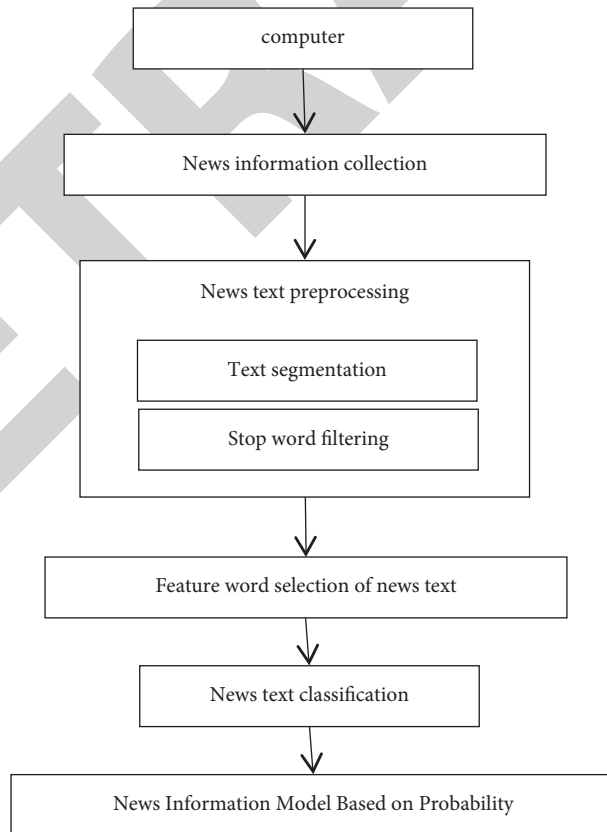 computer
News information collection
News text preprocessing
Text segmentation
Stop word filtering
Feature word selection of news text
News text classification
News Information Model Based on Probability